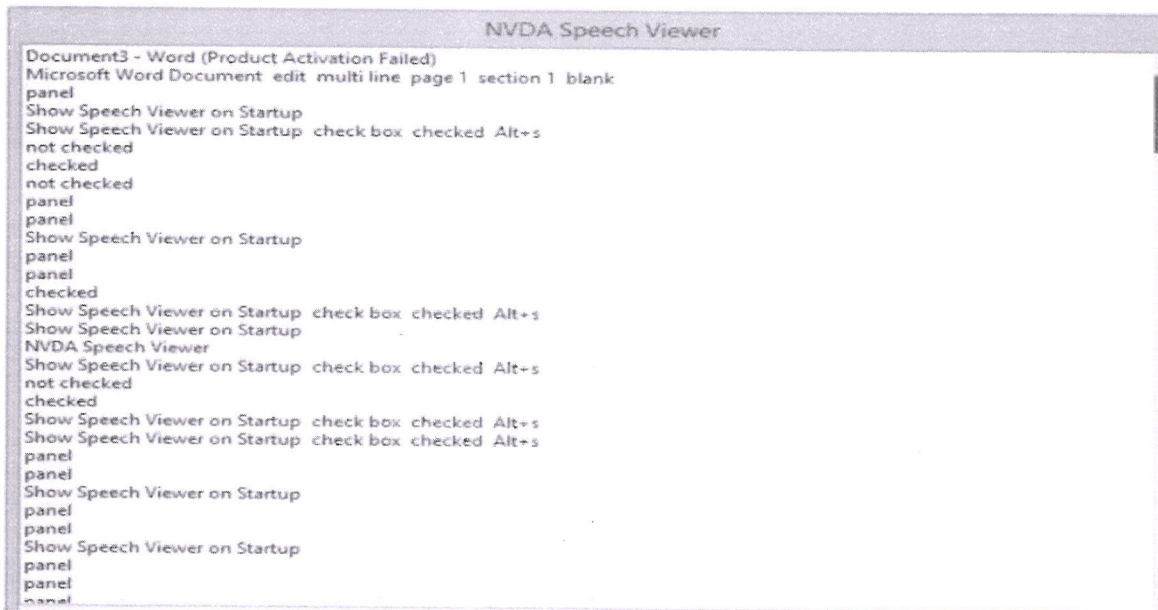 NVDA Speech Viewer
Document3 - Word (Product Activation Failed)
Microsoft Word Document edit multi line page 1 section 1 blank
panel
Show Speech Viewer on Startup
Show Speech Viewer on Startup check box checked Alt+s
not checked
checked
not checked
panel
panel
Show Speech Viewer on Startup
panel
panel
checked
Show Speech Viewer on Startup check box checked Alt+s
Show Speech Viewer on Startup
NVDA Speech Viewer
Show Speech Viewer on Startup check box checked Alt+s
not checked
checked
Show Speech Viewer on Startup check box checked Alt+s
Show Speech Viewer on Startup check box checked Alt+s
panel
panel
Show Speech Viewer on Startup
panel
panel
Show Speech Viewer on Startup
panel
panel
panel